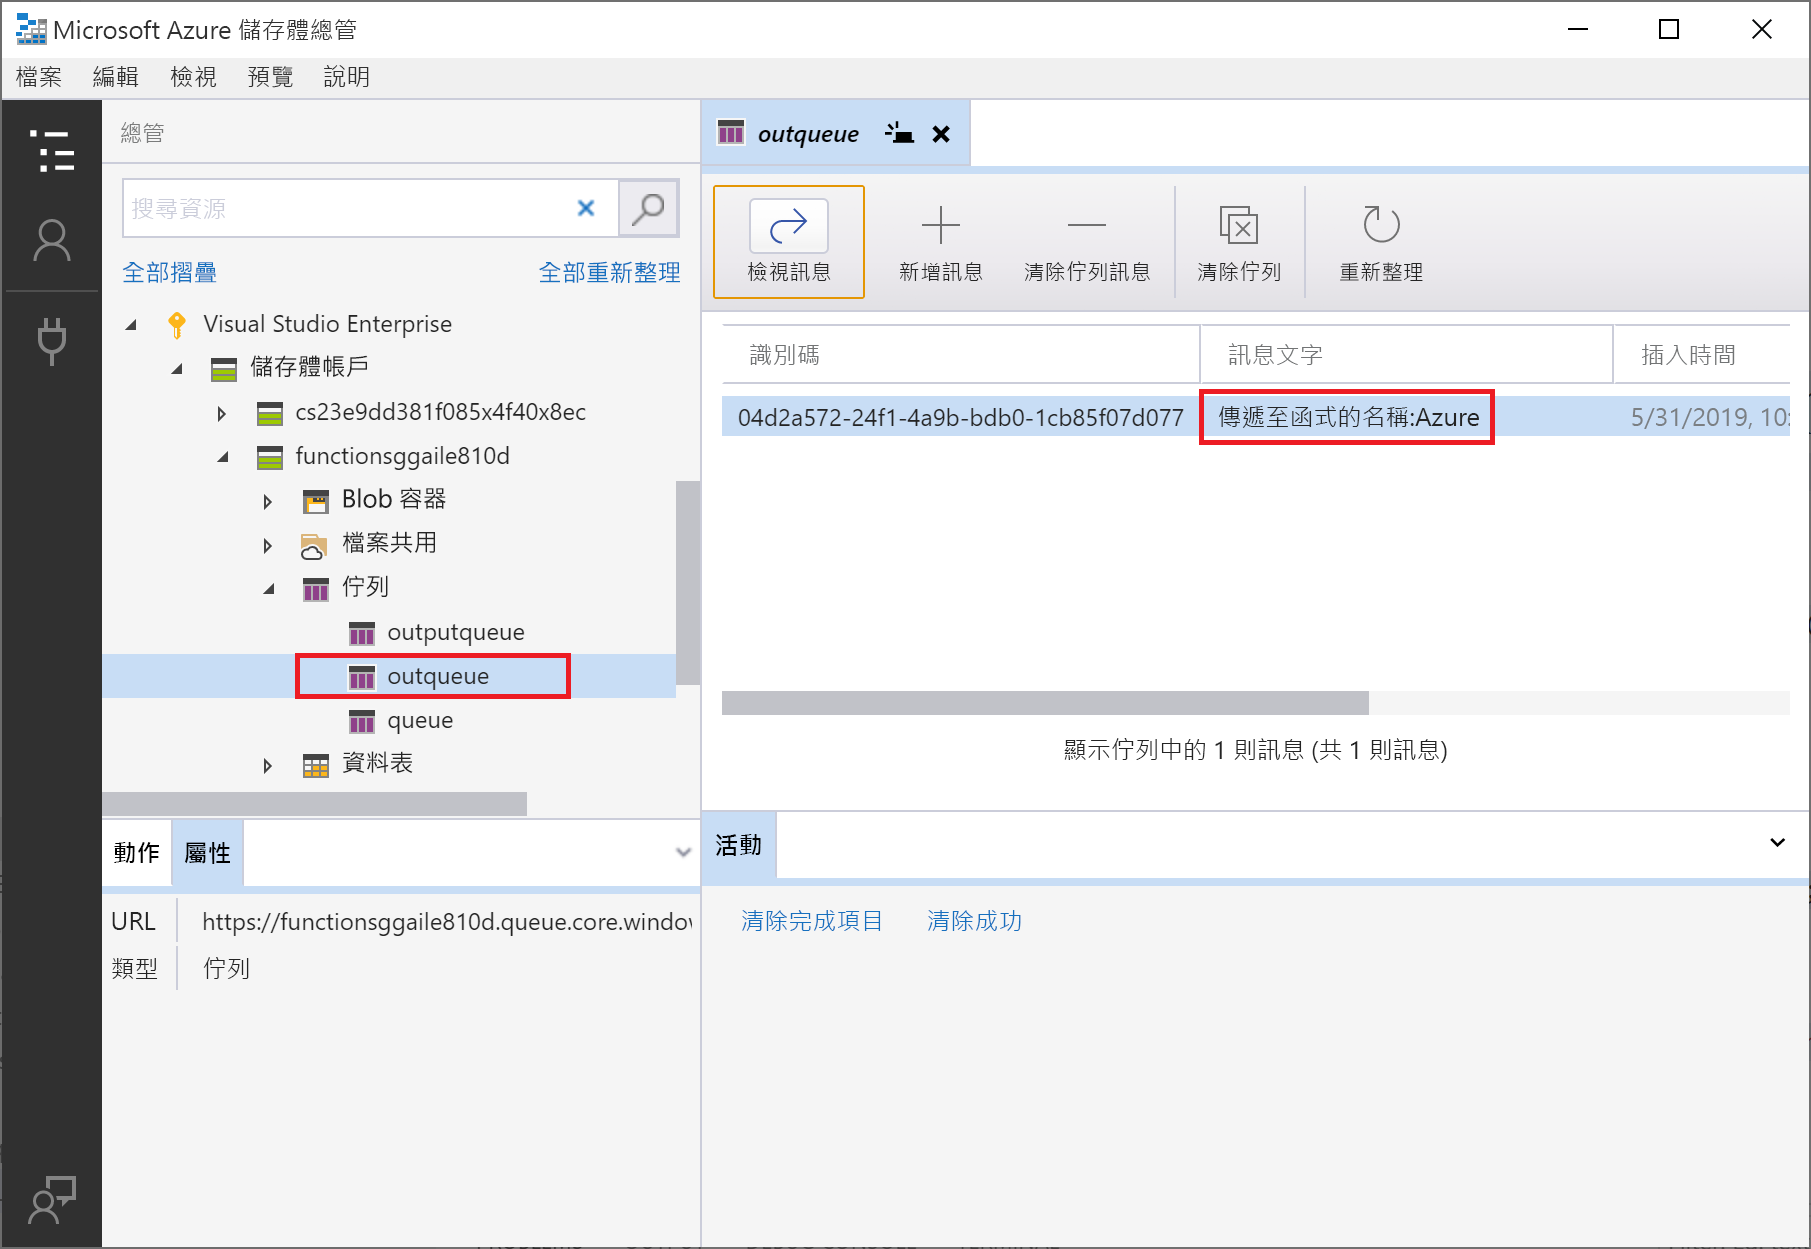 Microsoft Azure 儲存體總管
檔案 編輯 檢視 預覽 說明
總管
搜尋資源
全部摺疊 全部重新整理
Visual Studio Enterprise
儲存體帳戶
cs23e9dd381f085x4f40x8ec
functionsggaile810d
Blob 容器
檔案共用
佇列
outputqueue
outqueue
queue
資料表
動作 屬性
URL https://functionsggaile810d.queue.core.windov
類型 佇列
outqueue
檢視訊息 新增訊息 清除佇列訊息 清除佇列 重新整理
識別碼 訊息文字 插入時間
04d2a572-24f1-4a9b-bdb0-1cb85f07d077 傳遞至函式的名稱:Azure 5/31/2019, 10:
顯示佇列中的 1 則訊息 (共 1 則訊息)
活動
清除完成項目 清除成功